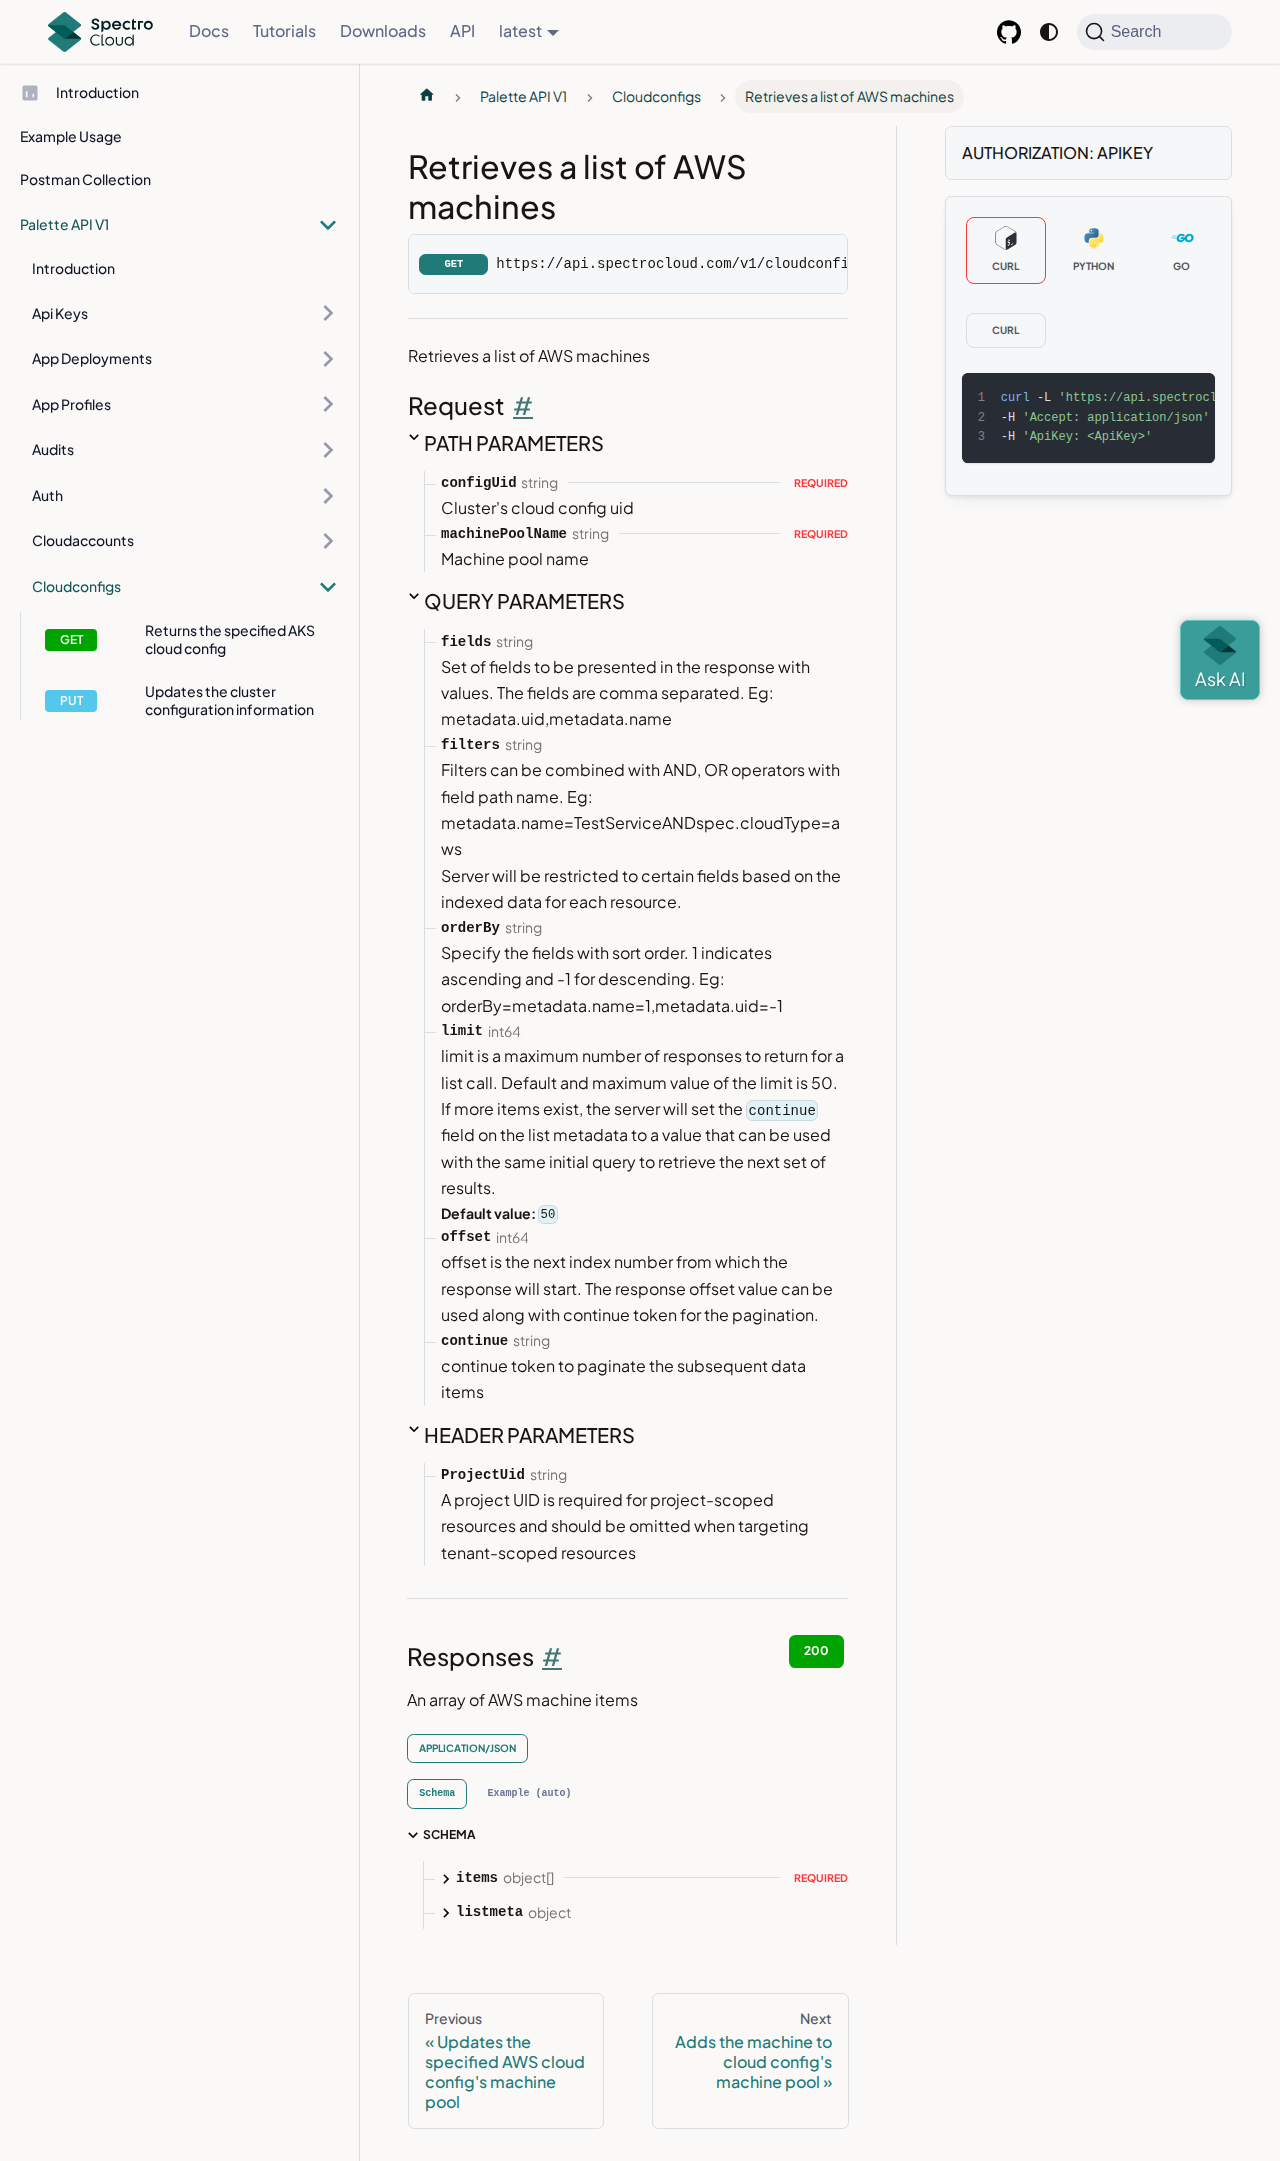 Spectro
Cloud
Docs
Tutorials
Downloads
API
latest
Search
Introduction
Example Usage
Postman Collection
Palette API V1
Introduction
Api Keys
App Deployments
App Profiles
Audits
Auth
Cloudaccounts
Cloudconfigs
GET
Returns the specified AKS
cloud config
PUT
Updates the cluster
configuration information
Palette API V1
Cloudconfigs
Retrieves a list of AWS machines
Retrieves a list of AWS
machines
GET https://api.spectrocloud.com/v1/cloudconfi
Retrieves a list of AWS machines
Request #
PATH PARAMETERS
configUid string REQUIRED
Cluster's cloud config uid
machinePoolName string REQUIRED
Machine pool name
QUERY PARAMETERS
fields string
Set of fields to be presented in the response with
values. The fields are comma separated. Eg:
metadata.uid,metadata.name
filters string
Filters can be combined with AND, OR operators with
field path name. Eg:
metadata.name=TestServiceANDspec.cloudType=a
ws
Server will be restricted to certain fields based on the
indexed data for each resource.
orderBy string
Specify the fields with sort order. 1 indicates
ascending and -1 for descending. Eg:
orderBy=metadata.name=1,metadata.uid=-1
limit int64
limit is a maximum number of responses to return for a
list call. Default and maximum value of the limit is 50.
If more items exist, the server will set the continue
field on the list metadata to a value that can be used
with the same initial query to retrieve the next set of
results.
Default value: 50
offset int64
offset is the next index number from which the
response will start. The response offset value can be
used along with continue token for the pagination.
continue string
continue token to paginate the subsequent data
items
HEADER PARAMETERS
ProjectUid string
A project UID is required for project-scoped
resources and should be omitted when targeting
tenant-scoped resources
Responses #
200
An array of AWS machine items
APPLICATION/JSON
Schema
Example (auto)
SCHEMA
items object[] REQUIRED
listmeta object
Previous
« Updates the
specified AWS cloud
config's machine
pool
Next
Adds the machine to
cloud config's
machine pool »
AUTHORIZATION: APIKEY
CURL
PYTHON
GO
CURL
1 curl -L 'https://api.spectrocl
2 -H 'Accept: application/json'
3 -H 'ApiKey: <ApiKey>'
Ask AI